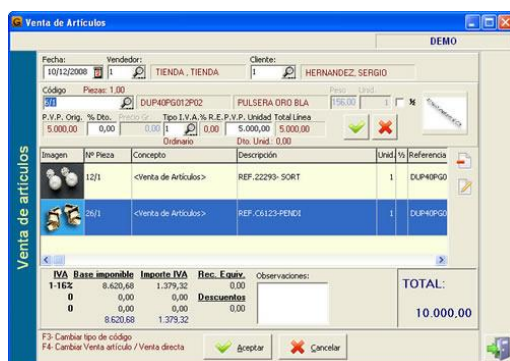 Venta de Artículos
DEMO
Fecha: Vendedor: Cliente:
10/12/2008 1 TIENDA , TIENDA 1 HERNANDEZ, SERGIO
Código Piezas: 1,00 Peso Unid.
6/1 DUP40PG012P02 PULSERA ORO BLA 156,00 1 %
P.V.P. Orig. % Dto. Precio Gr. Tipo I.V.A. % R.E. P.V.P. Unidad Total Linea
5.000,00 0,00 0,00 1 0,00 5.000,00 5.000,00
Ordinario Dto. Unid.: 0,00
Imagen Nº Pieza Concepto Descripción Unid. ½ Referencia
12/1 <Venta de Artículos> REF.22293- SORT 1 DUP40PG0
26/1 <Venta de Artículos> REF.C6123-PENDI 1 DUP40PG0
Venta de artículos
IVA Base imponible Importe IVA Rec. Equiv. Observaciones:
1-16% 8.620,68 1.379,32 0,00
0 0,00 0,00 Descuentos
0 0,00 0,00 0,00
8.620,68 1.379,32
TOTAL:
10.000,00
F3- Cambiar tipo de código
F4- Cambiar Venta artículo / Venta directa
Aceptar Cancelar